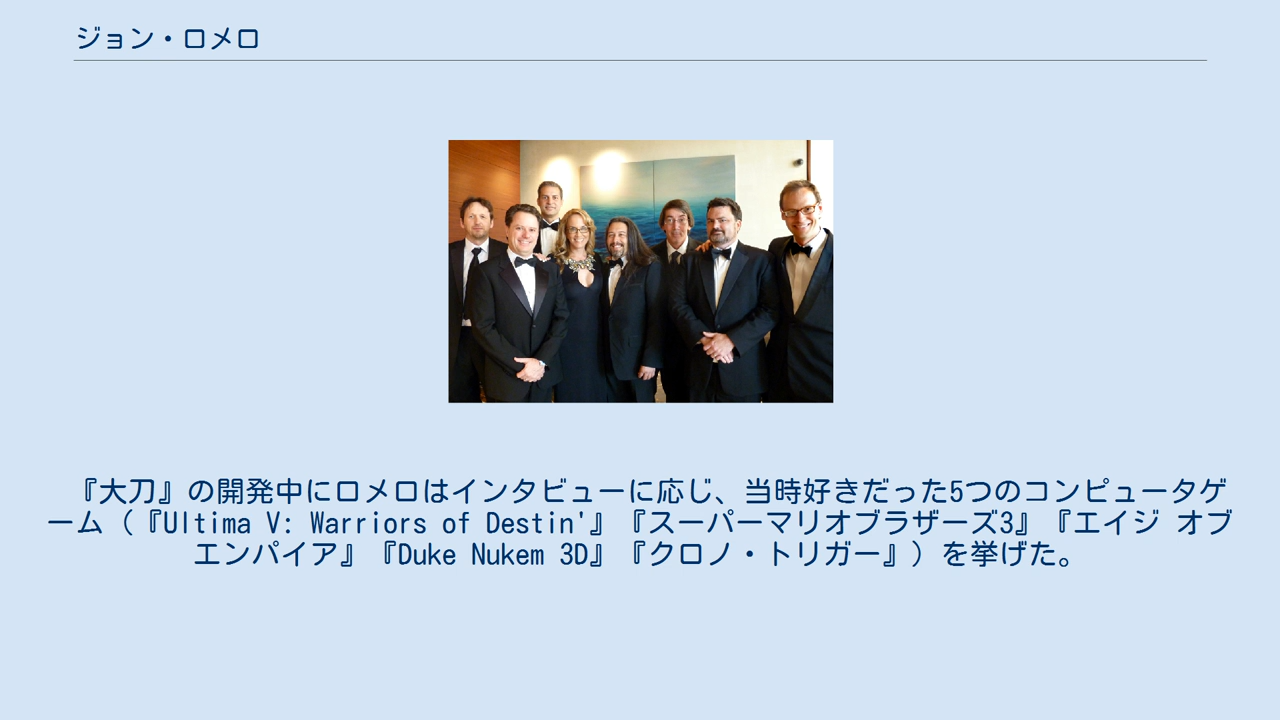 ジョン・ロメロ
『大刀』の開発中にロメロはインタビューに応じ、当時好きだった5つのコンピュータゲ
ーム（『Ultima V: Warriors of Destin'』『スーパーマリオブラザーズ3』『エイジ オブ
エンパイア』『Duke Nukem 3D』『クロノ・トリガー』）を挙げた。